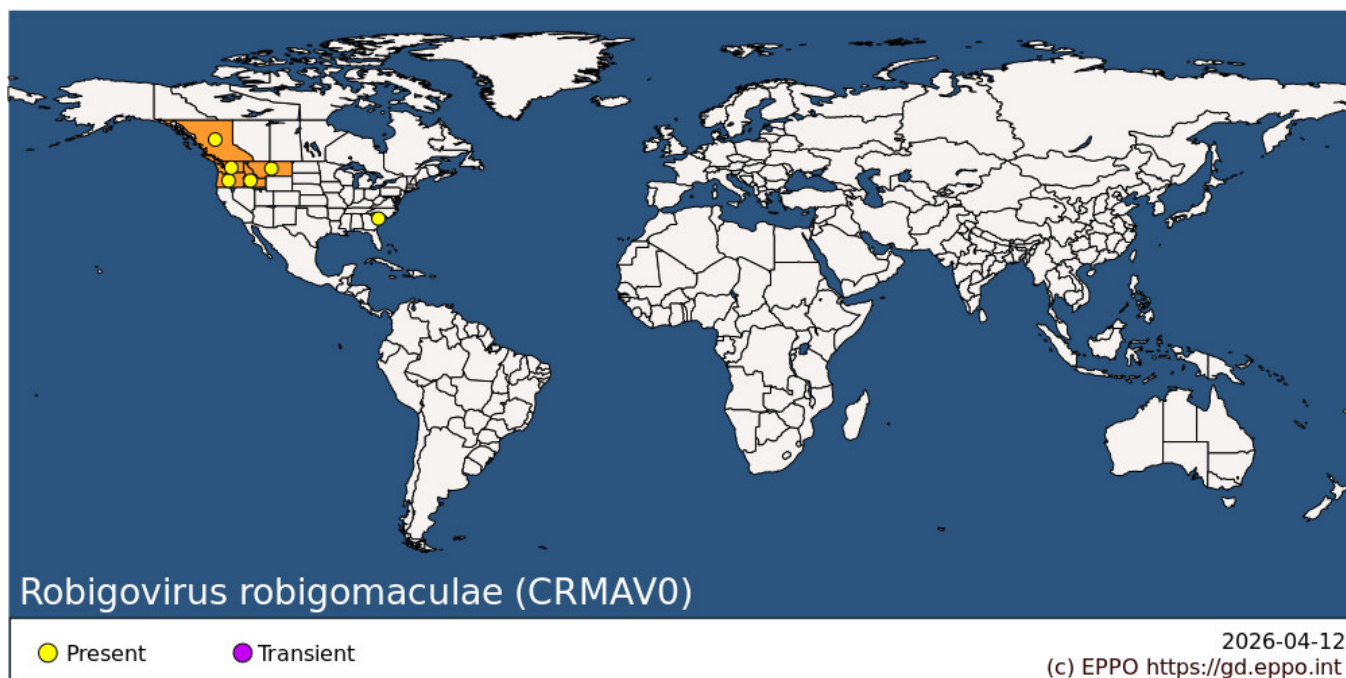 Robigovirus robigomaculae (CRMAV0)
Present
Transient
2026-04-12
(c) EPPO https://gd.eppo.int